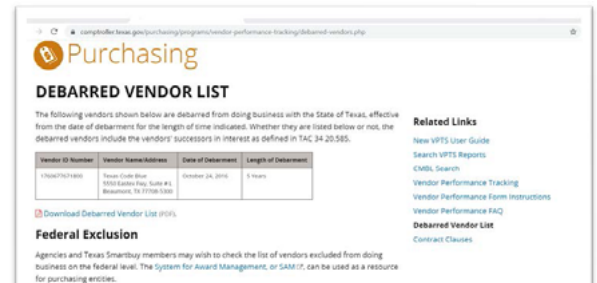 comptroller.texas.gov/purchasing/programs/vendor-performance-tracking/debarred-vendors.php
Purchasing
DEBARRED VENDOR LIST
The following vendors shown below are debarred from doing business with the State of Texas, effective
from the date of debarment for the length of time indicated. Whether they are listed below or not, the
debarred vendors include the vendors' successors in interest as defined in TAC 34 20.585.
Vendor ID Number Vendor Name/Address Date of Debarment Length of Debarment
1760677671800 Texas Code Blue October 24, 2016 5 Years
5550 Eastex Fwy, Suite #L
Beaumont, TX 77708-5300
Download Debarred Vendor List (PDF).
Federal Exclusion
Agencies and Texas Smartbuy members may wish to check the list of vendors excluded from doing
business on the federal level. The System for Award Management, or SAM, can be used as a resource
for purchasing entities.
Related Links
New VPTS User Guide
Search VPTS Reports
CMBL Search
Vendor Performance Tracking
Vendor Performance Form Instructions
Vendor Performance FAQ
Debarred Vendor List
Contract Clauses